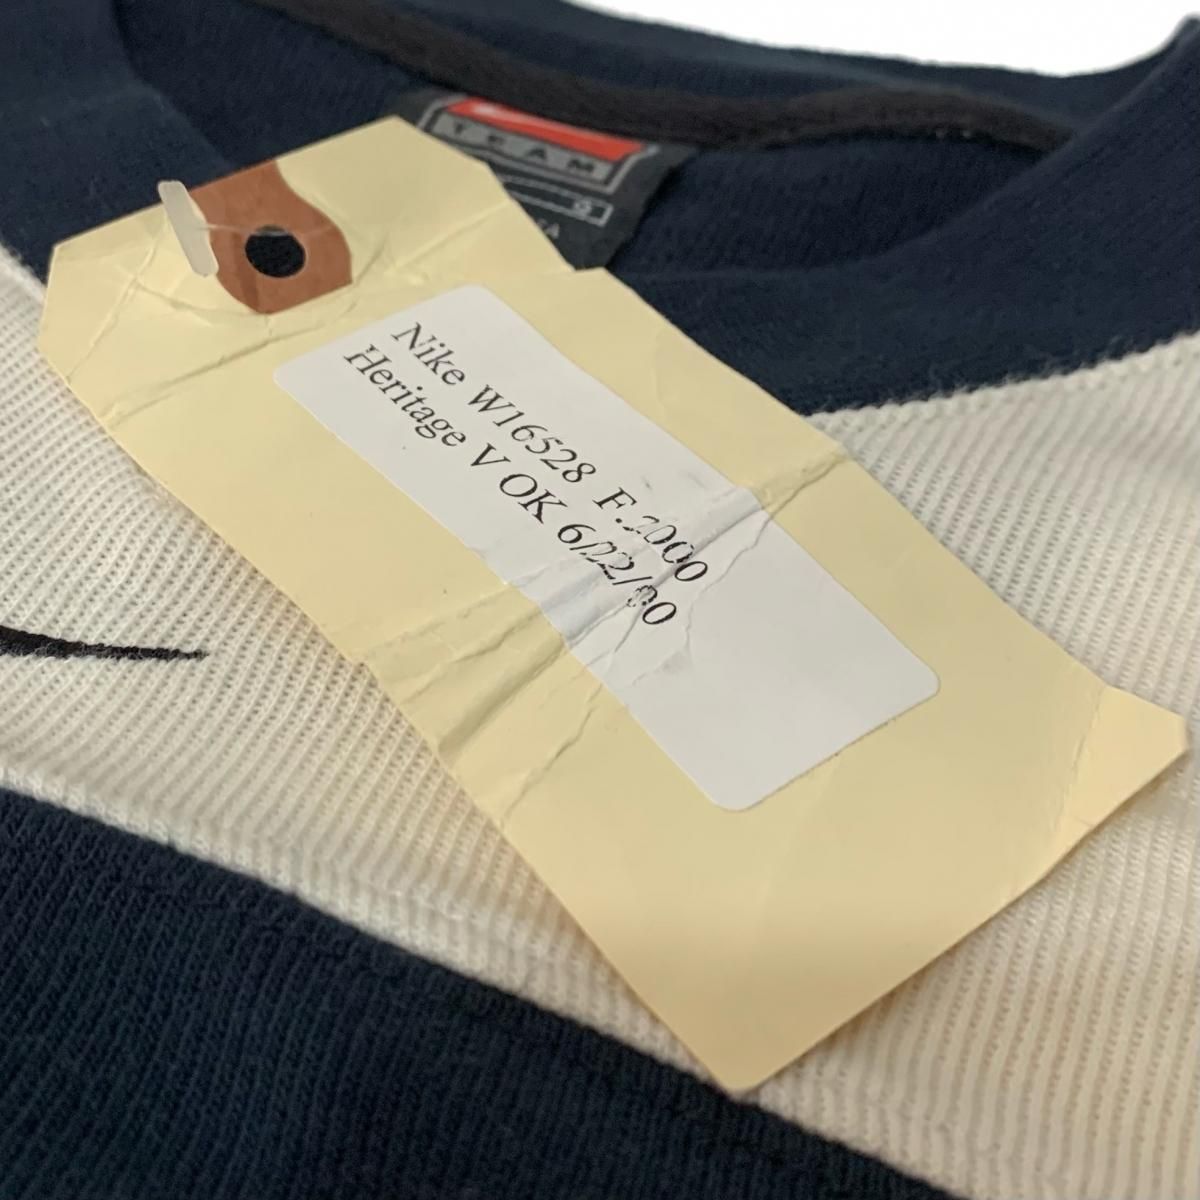 TEAM
Nike W16528 F.2000
Heritage V OK 6/22/00